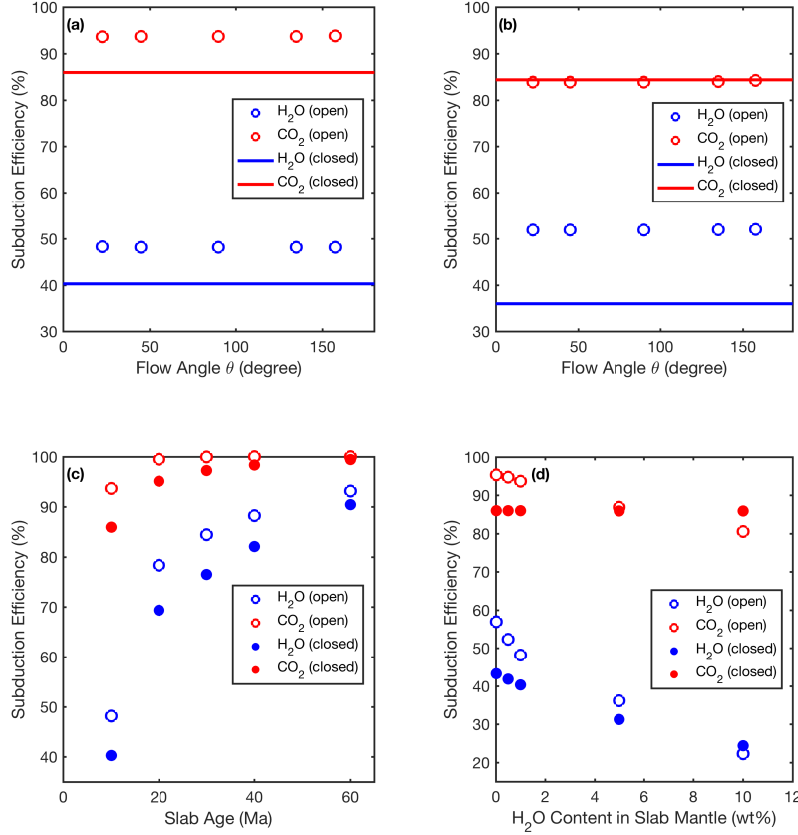 (a)
100
90
80
70
60
50
40
30
0
50
100
150
Subduction Efficiency (%)
Flow Angle θ (degree)
H2O (open)
CO2 (open)
H2O (closed)
CO2 (closed)
(b)
100
90
80
70
60
50
40
30
0
50
100
150
Subduction Efficiency (%)
Flow Angle θ (degree)
H2O (open)
CO2 (open)
H2O (closed)
CO2 (closed)
(c)
100
90
80
70
60
50
40
0
20
40
60
Subduction Efficiency (%)
Slab Age (Ma)
H2O (open)
CO2 (open)
H2O (closed)
CO2 (closed)
(d)
100
90
80
70
60
50
40
30
20
0
2
4
6
8
10
12
Subduction Efficiency (%)
H2O Content in Slab Mantle (wt%)
H2O (open)
CO2 (open)
H2O (closed)
CO2 (closed)